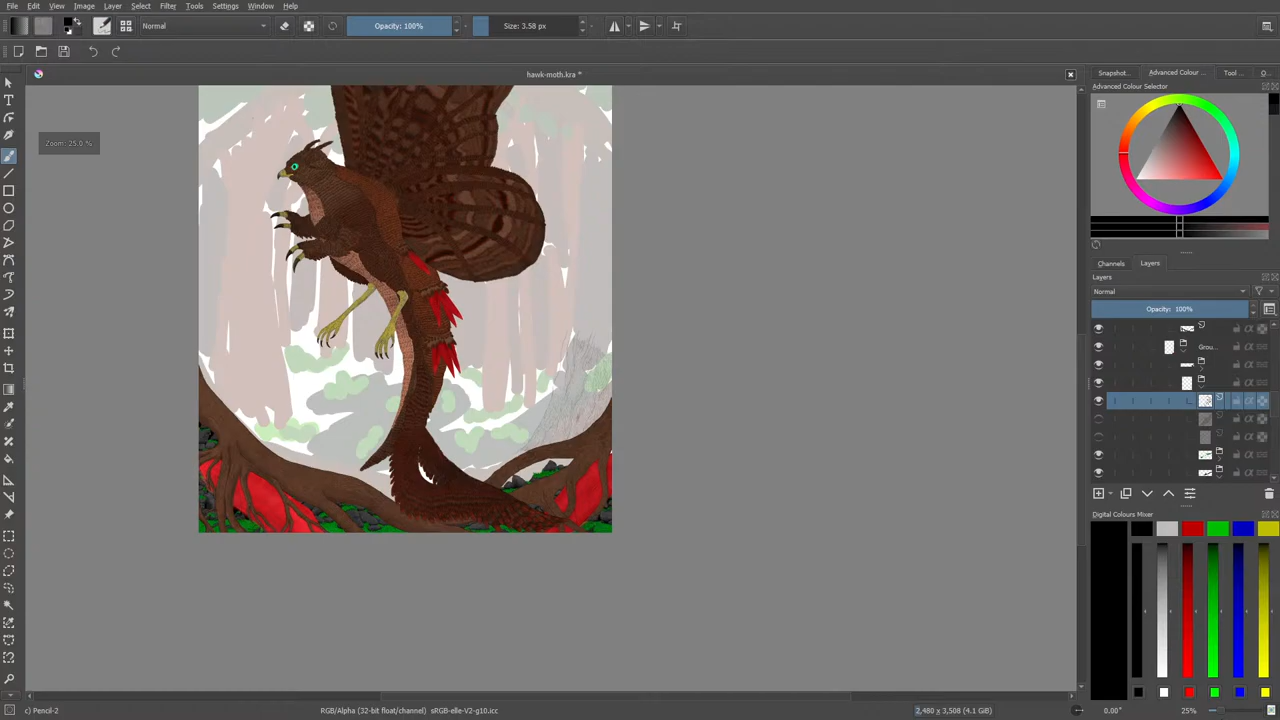 File Edit View Image Layer Select Filter Tools Settings Window Help
Normal Opacity: 100% Size: 3.58 px
hawk-moth.kra *
Snapshot... Advanced Colour ... Tool ... O...
Advanced Colour Selector
Zoom: 25.0 %
Channels Layers
Layers
Normal
Opacity: 100%
Grou...
Digital Colours Mixer
c) Pencil-2 RGB/Alpha (32-bit float/channel) sRGB-elle-V2-g10.icc 2,480 x 3,508 (4.1 GiB) 0.00° 25%